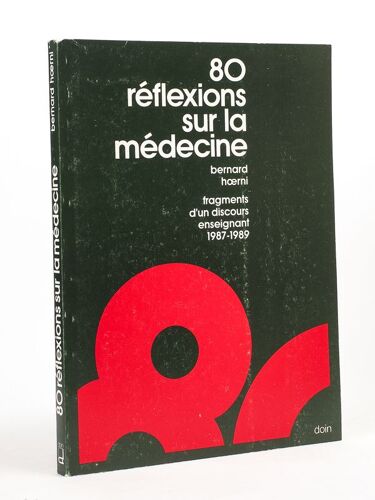 80
réflexions
sur la
médecine
bernard
hœrni
fragments
d'un discours
enseignant
1987-1989
doin
80 réflexions sur la médecine
bernard hœrni